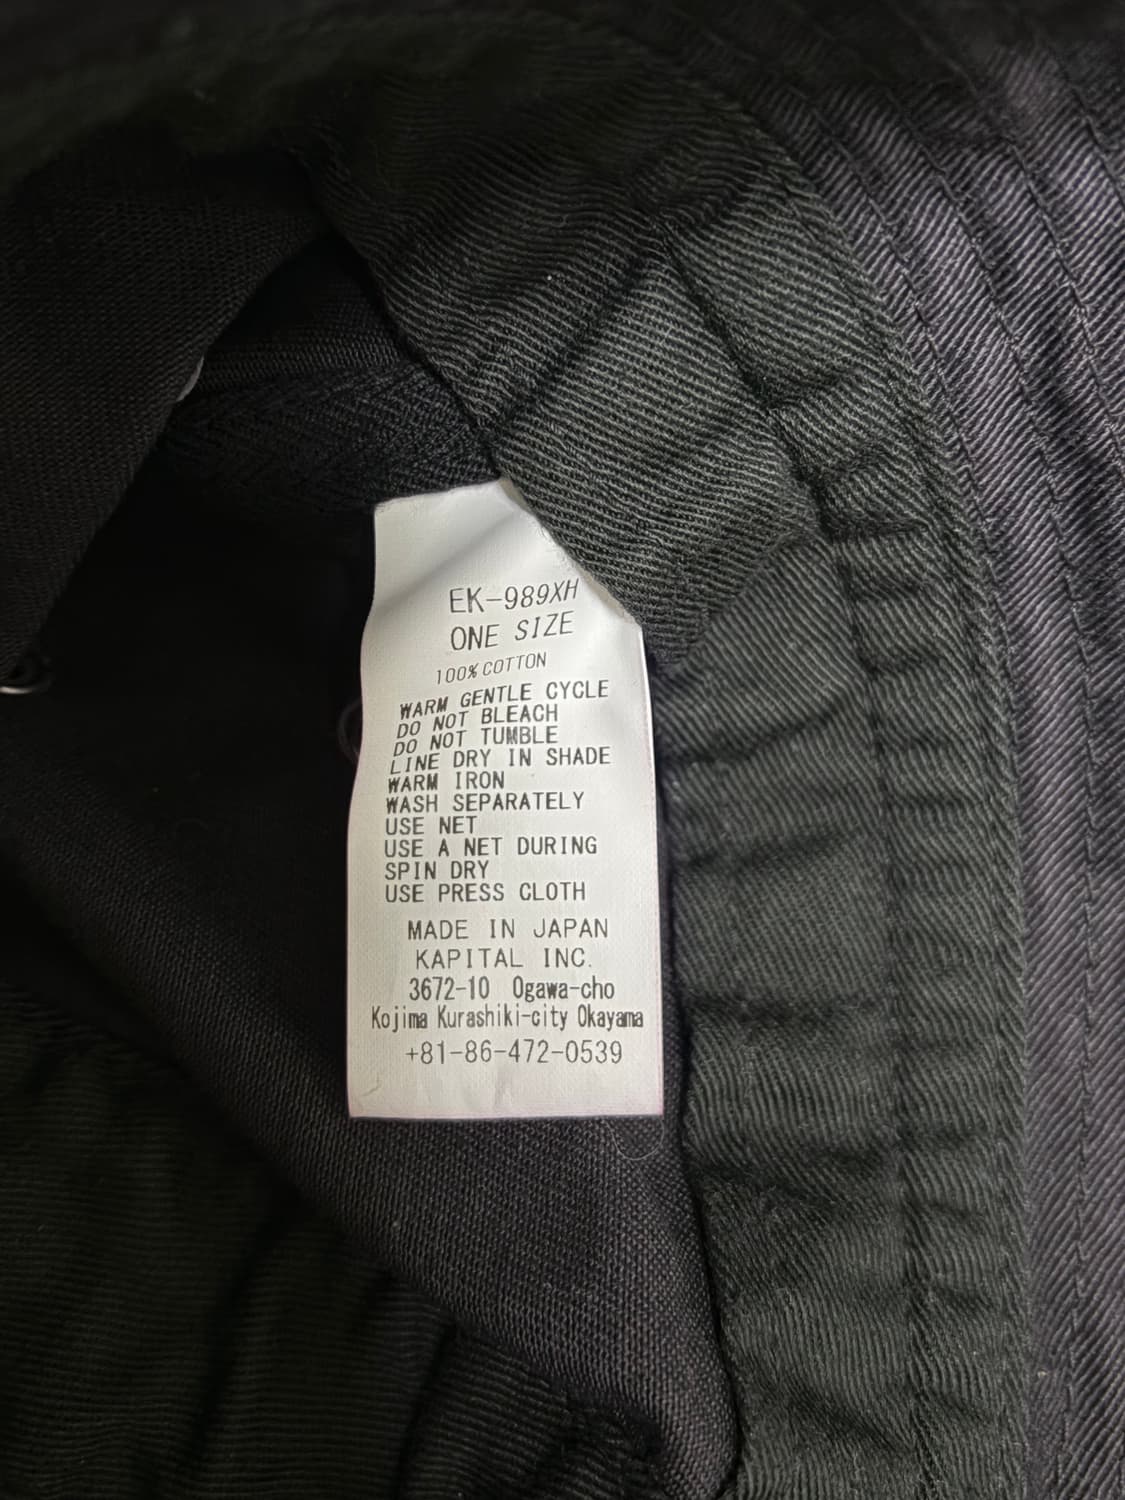 EK-989XH
ONE SIZE
100% COTTON
WARM GENTLE CYCLE
DO NOT BLEACH
DO NOT TUMBLE
LINE DRY IN SHADE
WARM IRON
WASH SEPARATELY
USE NET
USE A NET DURING
SPIN DRY
USE PRESS CLOTH
MADE IN JAPAN
KAPITAL INC.
3672-10 Ogawa-cho
Kojima Kurashiki-city Okayama
+81-86-472-0539